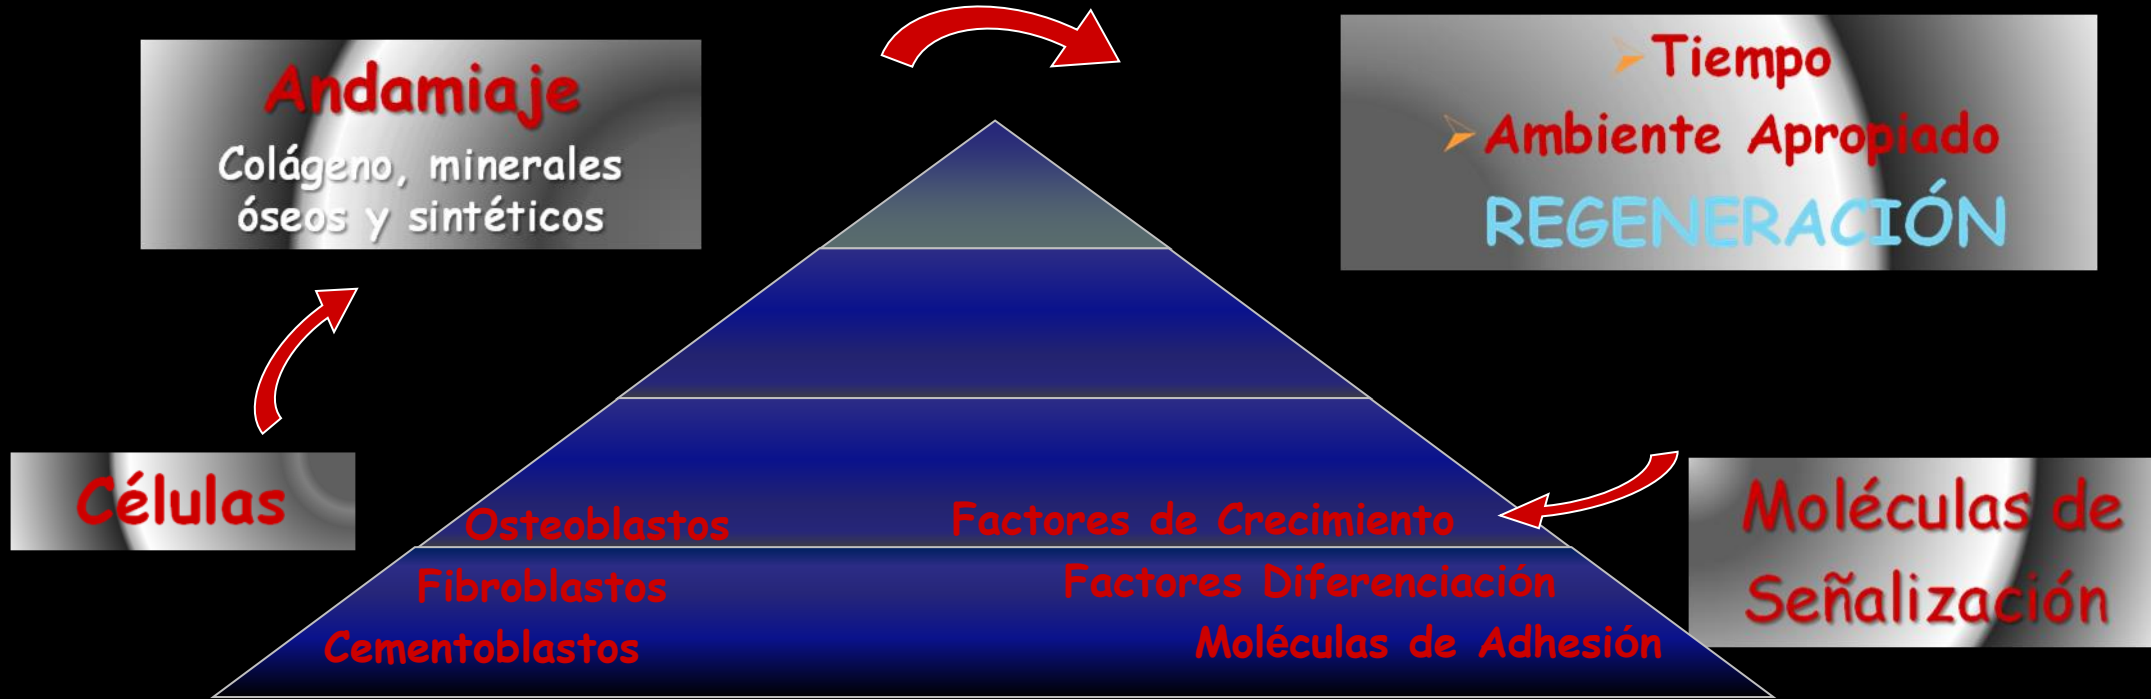 Andamiaje
Colágeno, minerales
óseos y sintéticos
Tiempo
Ambiente Apropiado
REGENERACIÓN
Células
Osteoblastos
Fibroblastos
Cementoblastos
Factores de Crecimiento
Factores Diferenciación
Moléculas de Adhesión
Moléculas de
Señalización